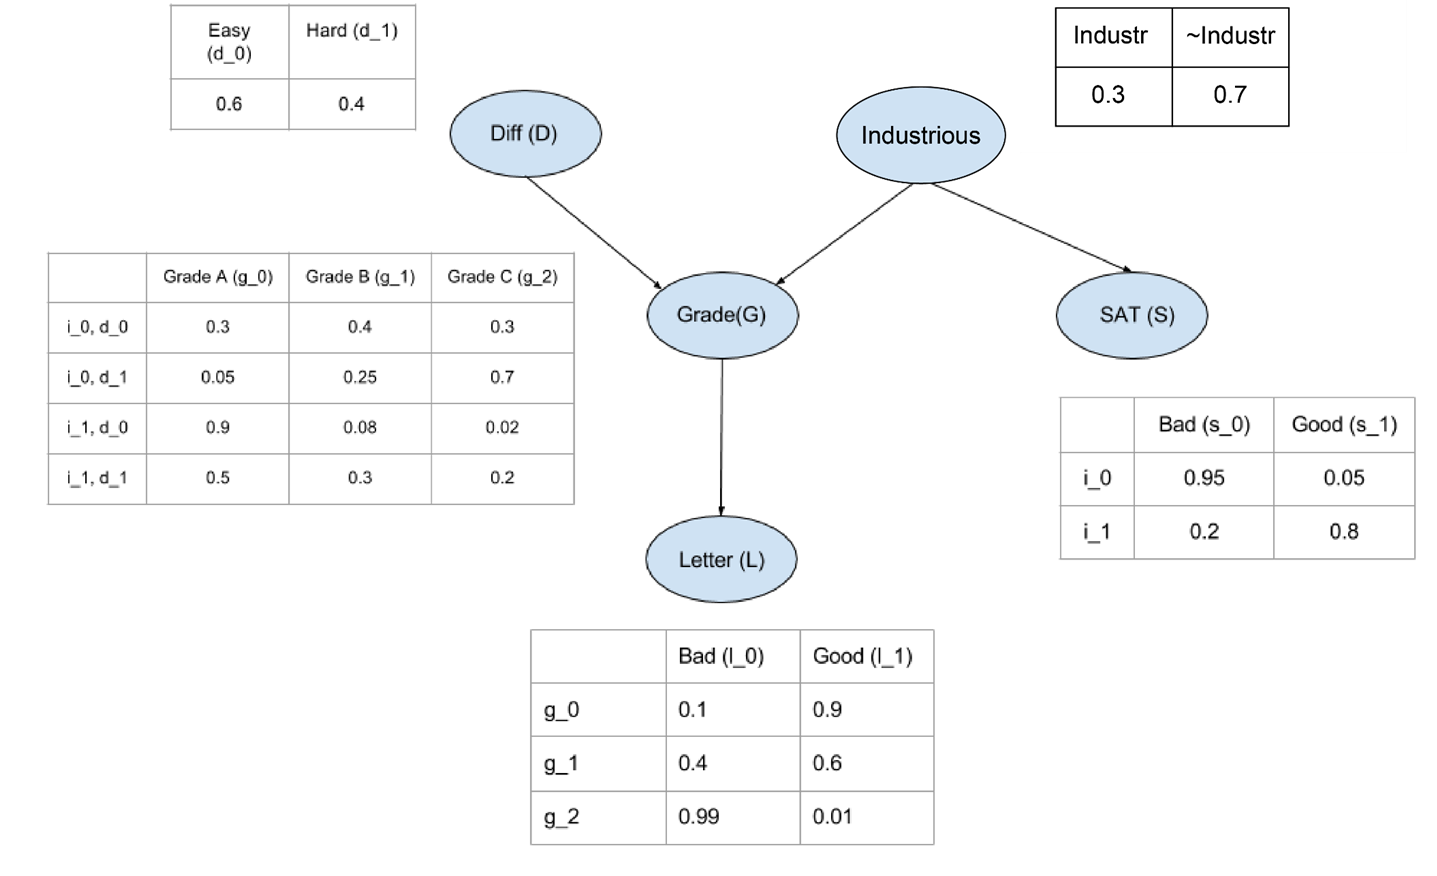 Easy (d_0) Hard (d_1)
0.6 0.4
Industr ~Industr
0.3 0.7
Diff (D)
Industrious
Grade A (g_0) Grade B (g_1) Grade C (g_2)
i_0, d_0 0.3 0.4 0.3
i_0, d_1 0.05 0.25 0.7
i_1, d_0 0.9 0.08 0.02
i_1, d_1 0.5 0.3 0.2
Grade(G)
SAT (S)
Bad (s_0) Good (s_1)
i_0 0.95 0.05
i_1 0.2 0.8
Letter (L)
Bad (l_0) Good (l_1)
g_0 0.1 0.9
g_1 0.4 0.6
g_2 0.99 0.01